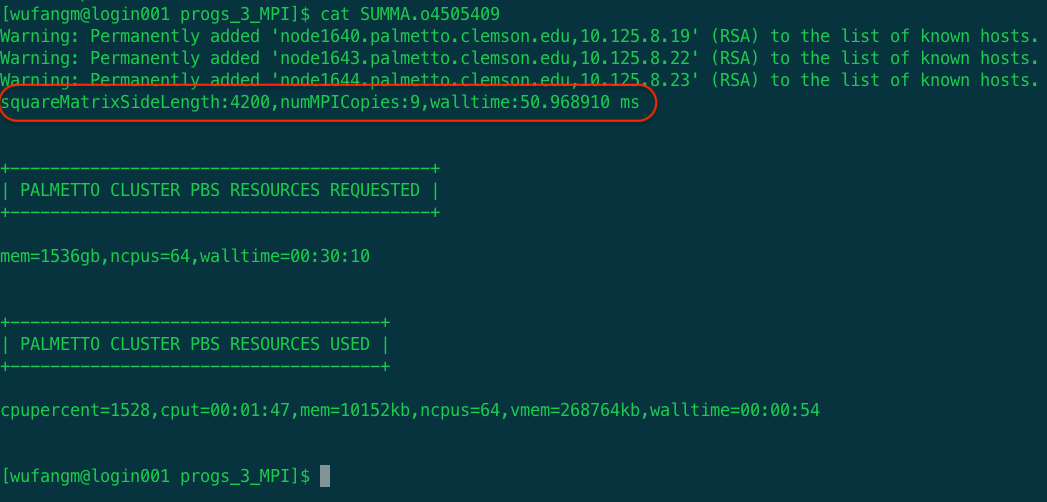 [wufangm@login001 progs_3_MPI]$ cat SUMMA.o4505409
Warning: Permanently added 'node1640.palmetto.clemson.edu,10.125.8.19' (RSA) to the list of known hosts.
Warning: Permanently added 'node1643.palmetto.clemson.edu,10.125.8.22' (RSA) to the list of known hosts.
Warning: Permanently added 'node1644.palmetto.clemson.edu,10.125.8.23' (RSA) to the list of known hosts.
squareMatrixSideLength:4200,numMPICopies:9,walltime:50.968910 ms
+------------------------------------------+
| PALMETTO CLUSTER PBS RESOURCES REQUESTED |
+------------------------------------------+
mem=1536gb,ncpus=64,walltime=00:30:10
+-------------------------------------+
| PALMETTO CLUSTER PBS RESOURCES USED |
+-------------------------------------+
cpupercent=1528,cput=00:01:47,mem=10152kb,ncpus=64,vmem=268764kb,walltime=00:00:54
[wufangm@login001 progs_3_MPI]$